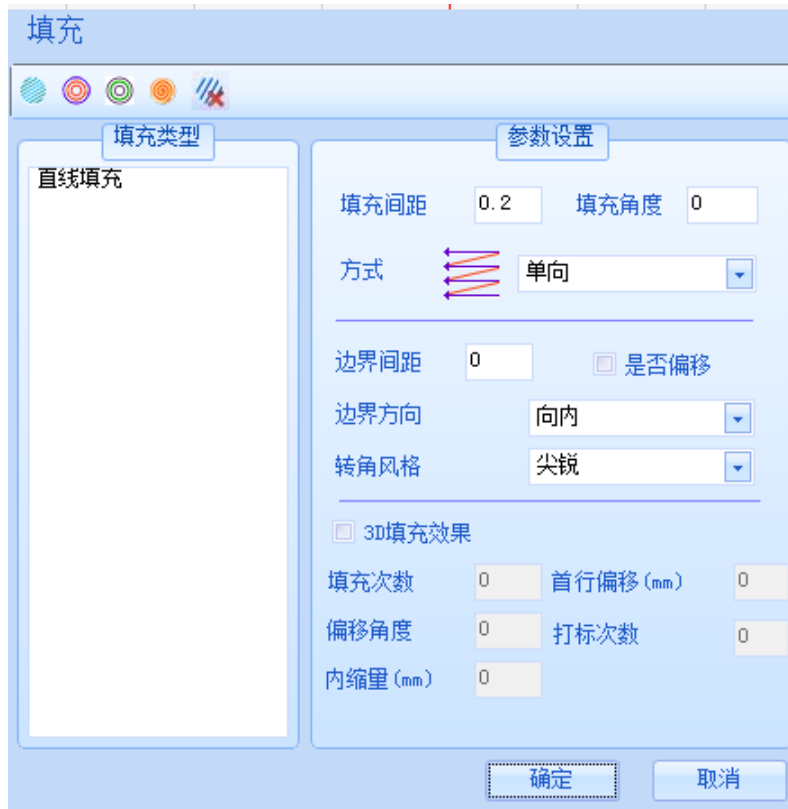 填充
填充类型
直线填充
参数设置
填充间距 0.2 填充角度 0
方式 单向
边界间距 0 是否偏移
边界方向 向内
转角风格 尖锐
3D填充效果
填充次数 0 首行偏移(mm) 0
偏移角度 0 打标次数 0
内缩量(mm) 0
确定 取消